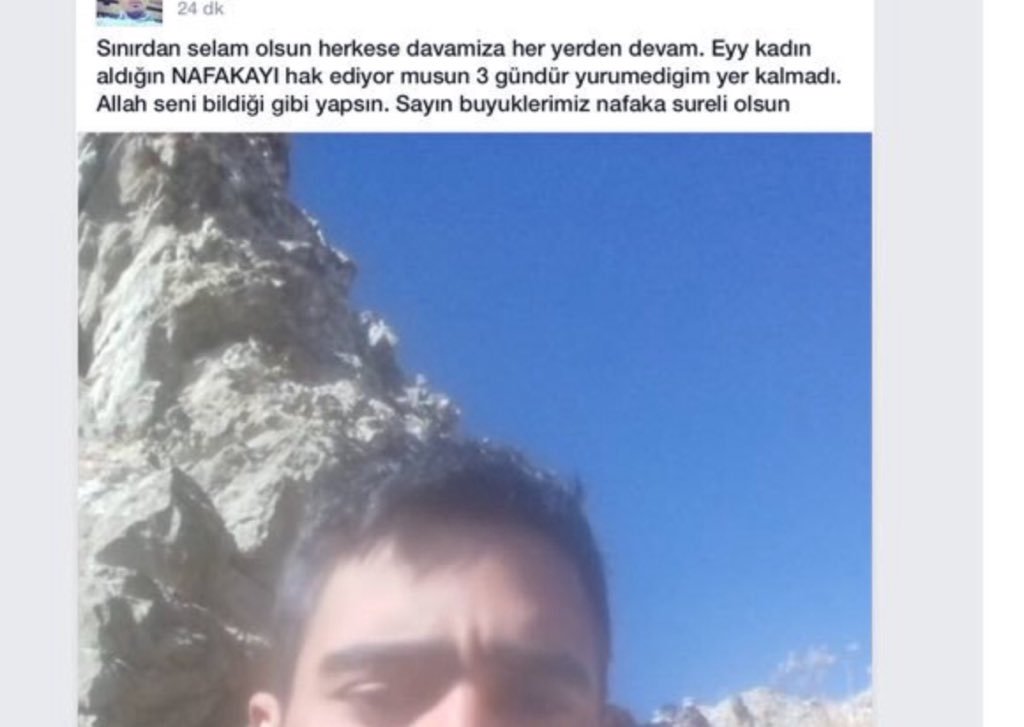 24 dk
Sınırdan selam olsun herkese davamiza her yerden devam. Eyy kadın
aldığın NAFAKAYI hak ediyor musun 3 gündür yurumedigim yer kalmadı.
Allah seni bildiği gibi yapsın. Sayın buyuklerimiz nafaka sureli olsun